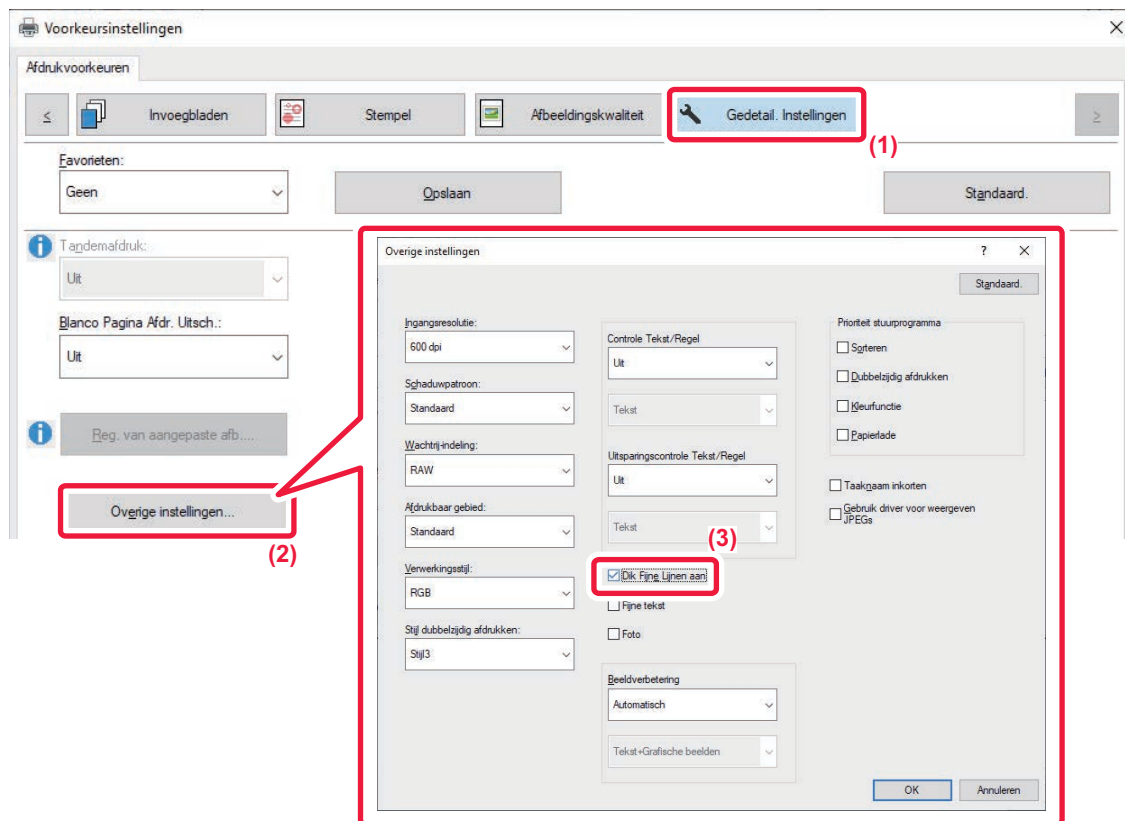 Voorkeursinstellingen
Afdrukvoorkeuren
<
Invoegbladen
Stempel
Afbeeldingskwaliteit
Gedetail. Instellingen
>
(1)
Favorieten:
Geen
Opslaan
Standaard.
Tandemafdruk:
Uit
Blanco Pagina Afdr. Uitsch.:
Uit
Reg. van aangepaste afb....
Overige instellingen...
(2)
Overige instellingen
?
Standaard.
Ingangsresolutie:
600 dpi
Schaduwpatroon:
Standaard
Wachtrij-indeling:
RAW
Afdrukbaar gebied:
Standaard
Verwerkingsstijl:
RGB
Stijl dubbelzijdig afdrukken:
Stijl3
Controle Tekst/Regel
Uit
Tekst
Uitsparingscontrole Tekst/Regel
Uit
Tekst
(3)
Dik Fijne Lijnen aan
Fijne tekst
Foto
Beeldverbetering
Automatisch
Tekst+Grafische beelden
Prioriteit stuurprogramma
Sorteren
Dubbelzijdig afdrukken
Kleurfunctie
Papierlade
Taaknaam inkorten
Gebruik driver voor weergeven
JPEGs
OK
Annuleren